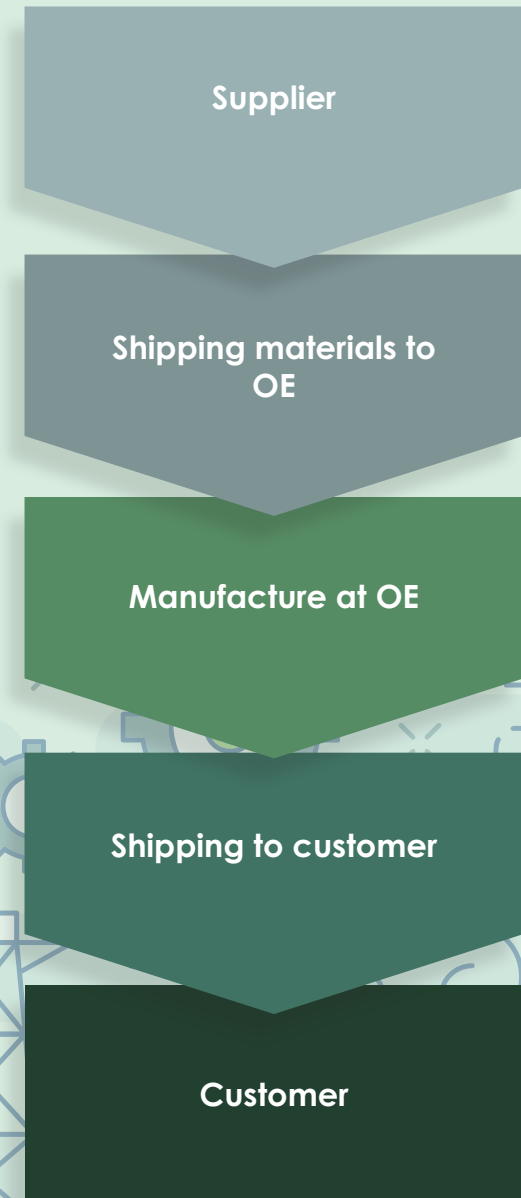 Supplier
Shipping materials to
OE
Manufacture at OE
Shipping to customer
Customer